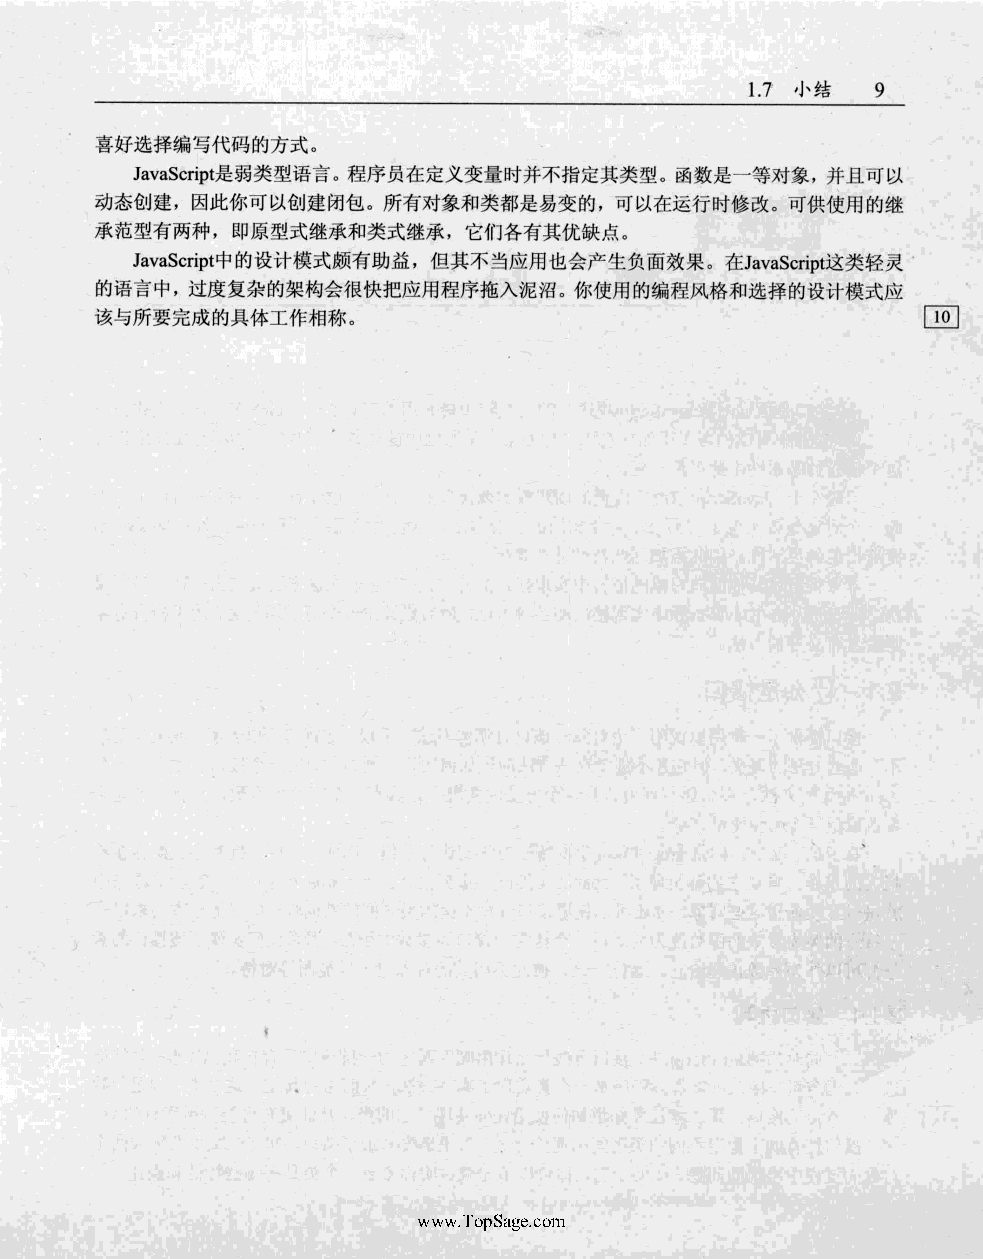 1.7 小结 9
喜好选择编写代码的方式。
JavaScript是弱类型语言。程序员在定义变量时并不指定其类型。函数是一等对象，并且可以
动态创建，因此你可以创建闭包。所有对象和类都是易变的，可以在运行时修改。可供使用的继
承范型有两种，即原型式继承和类式继承，它们各有其优缺点。
JavaScript中的设计模式颇有助益，但其不当应用也会产生负面效果。在JavaScript这类轻灵
的语言中，过度复杂的架构会很快把应用程序拖入泥沼。你使用的编程风格和选择的设计模式应
该与所要完成的具体工作相称。
10
www.TopSage.com